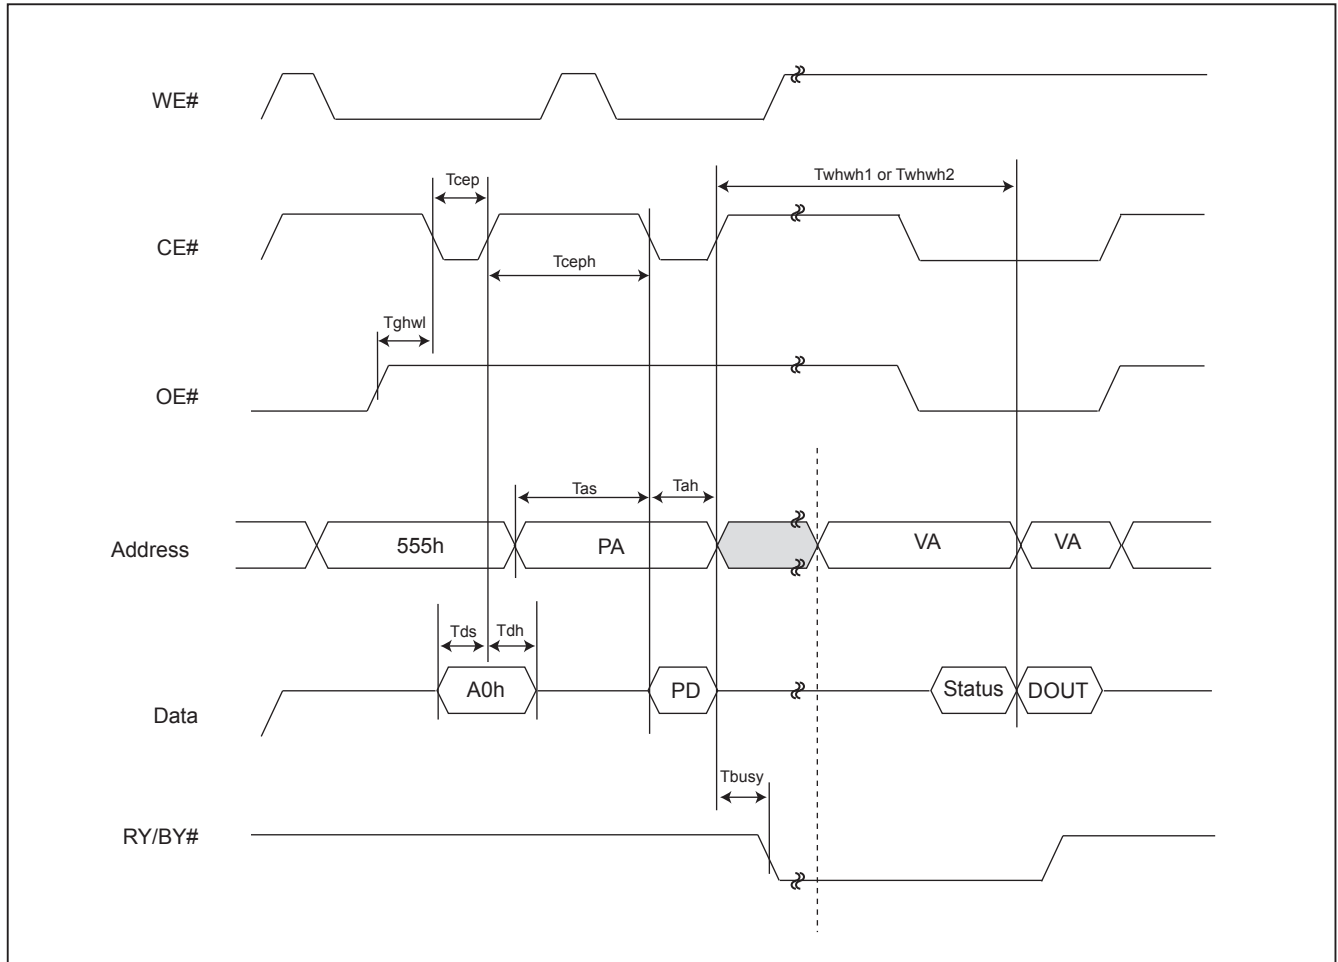 WE#
Tcep
Twhwh1 or Twhwh2
CE#
Tceph
Tghwl
OE#
Tas
Tah
Address
555h
PA
VA
VA
Tds
Tdh
A0h
PD
Status
DOUT
Data
Tbusy
RY/BY#